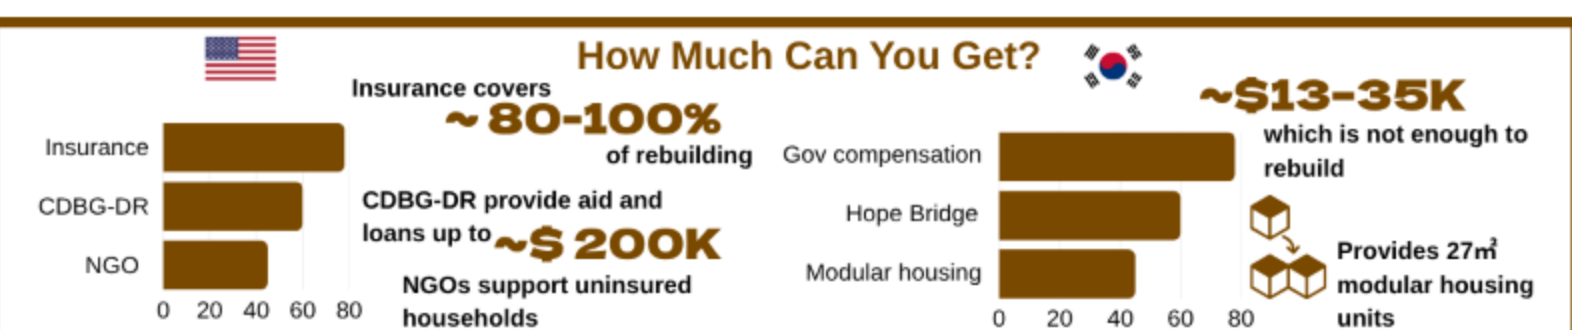 How Much Can You Get?
Insurance covers
~ 80-100%
of rebuilding
Insurance
CDBG-DR
NGO
0 20 40 60 80
CDBG-DR provide aid and
loans up to ~$ 200K
NGOs support uninsured
households
~$13-35K
which is not enough to
rebuild
Gov compensation
Hope Bridge
Modular housing
0 20 40 60 80
Provides 27㎡
modular housing
units